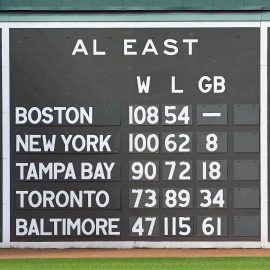 AL EAST
W L GB
BOSTON 108 54 —
NEW YORK 100 62 8
TAMPA BAY 90 72 18
TORONTO 73 89 34
BALTIMORE 47 115 61